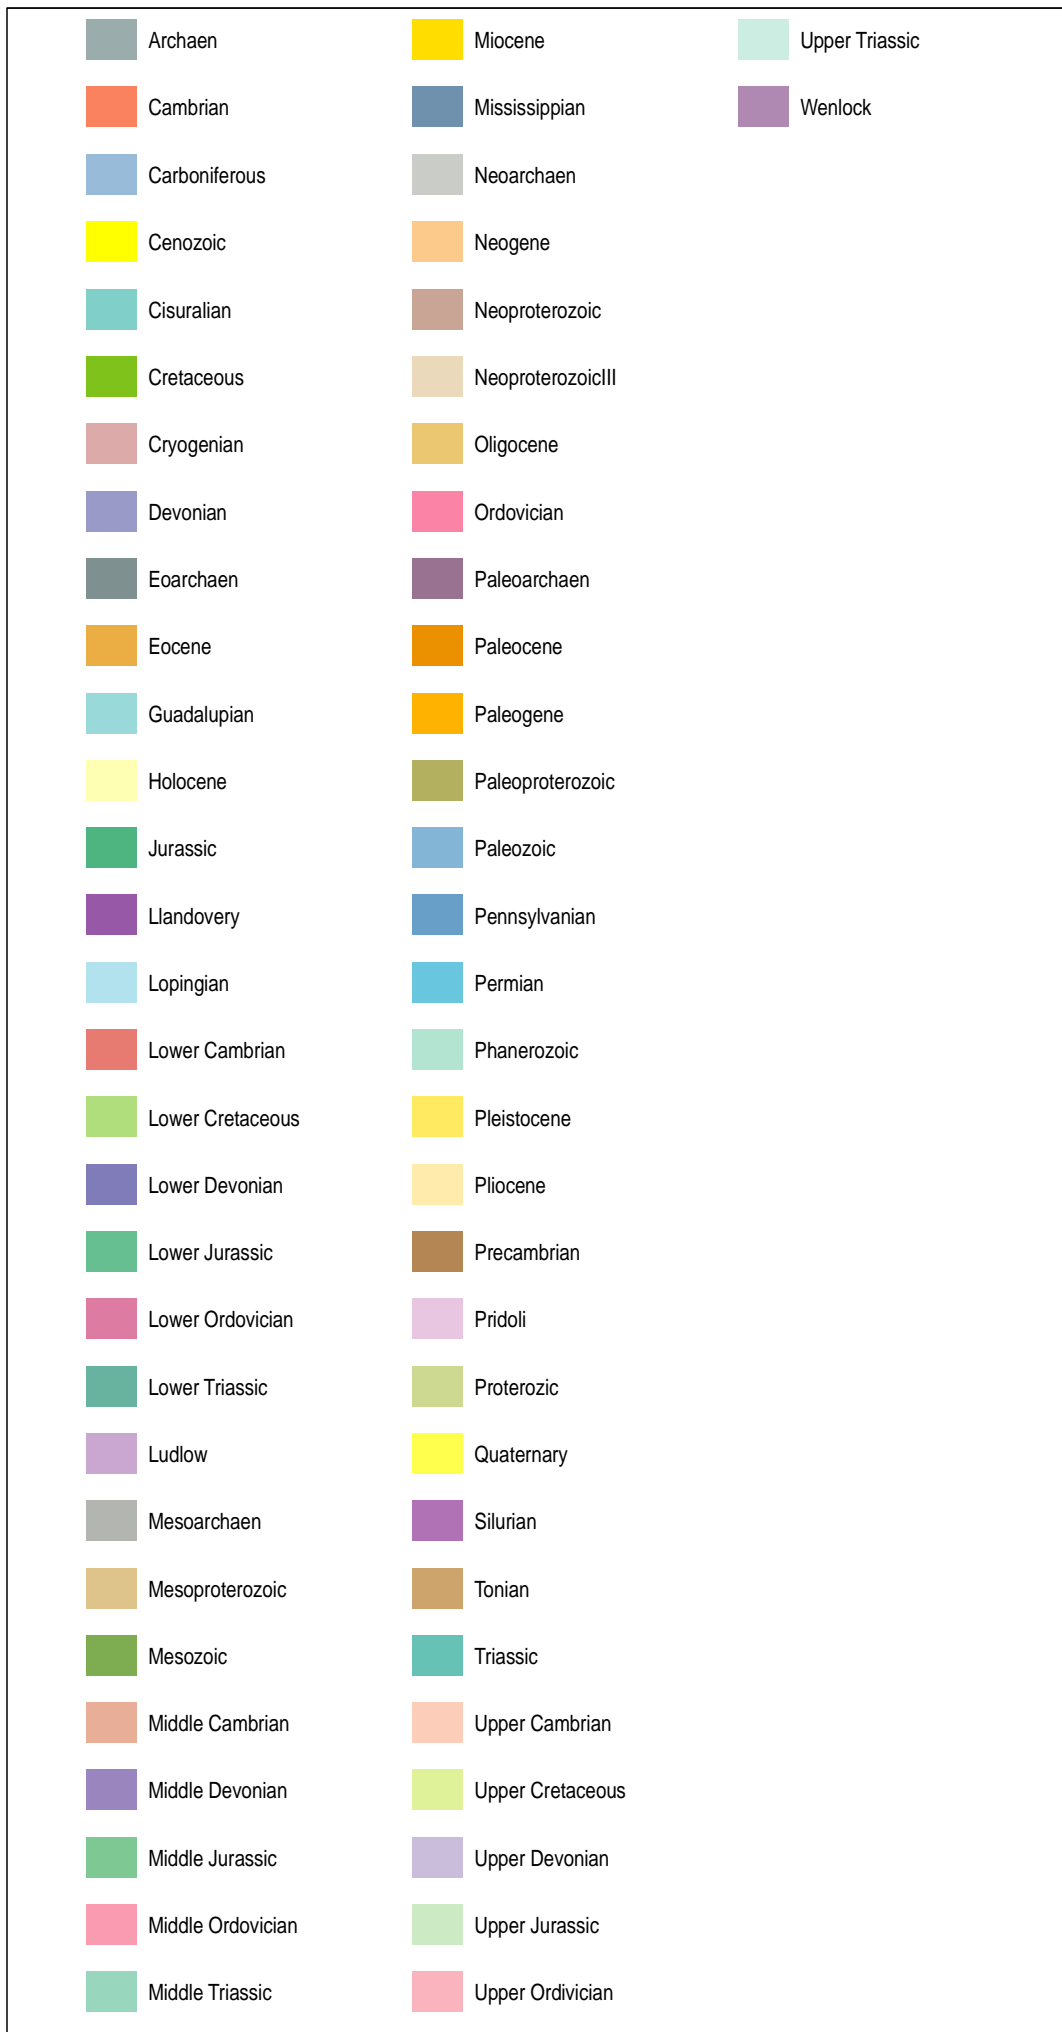 Archaen
Cambrian
Carboniferous
Cenozoic
Cisuralian
Cretaceous
Cryogenian
Devonian
Eoarchaen
Eocene
Guadalupian
Holocene
Jurassic
Llandovery
Lopingian
Lower Cambrian
Lower Cretaceous
Lower Devonian
Lower Jurassic
Lower Ordovician
Lower Triassic
Ludlow
Mesoarchaen
Mesoproterozoic
Mesozoic
Middle Cambrian
Middle Devonian
Middle Jurassic
Middle Ordovician
Middle Triassic
Miocene
Mississippian
Neoarchaen
Neogene
Neoproterozoic
NeoproterozoicIII
Oligocene
Ordovician
Paleoarchaen
Paleocene
Paleogene
Paleoproterozoic
Paleozoic
Pennsylvanian
Permian
Phanerozoic
Pleistocene
Pliocene
Precambrian
Pridoli
Proterozic
Quaternary
Silurian
Tonian
Triassic
Upper Cambrian
Upper Cretaceous
Upper Devonian
Upper Jurassic
Upper Ordivician
Upper Triassic
Wenlock